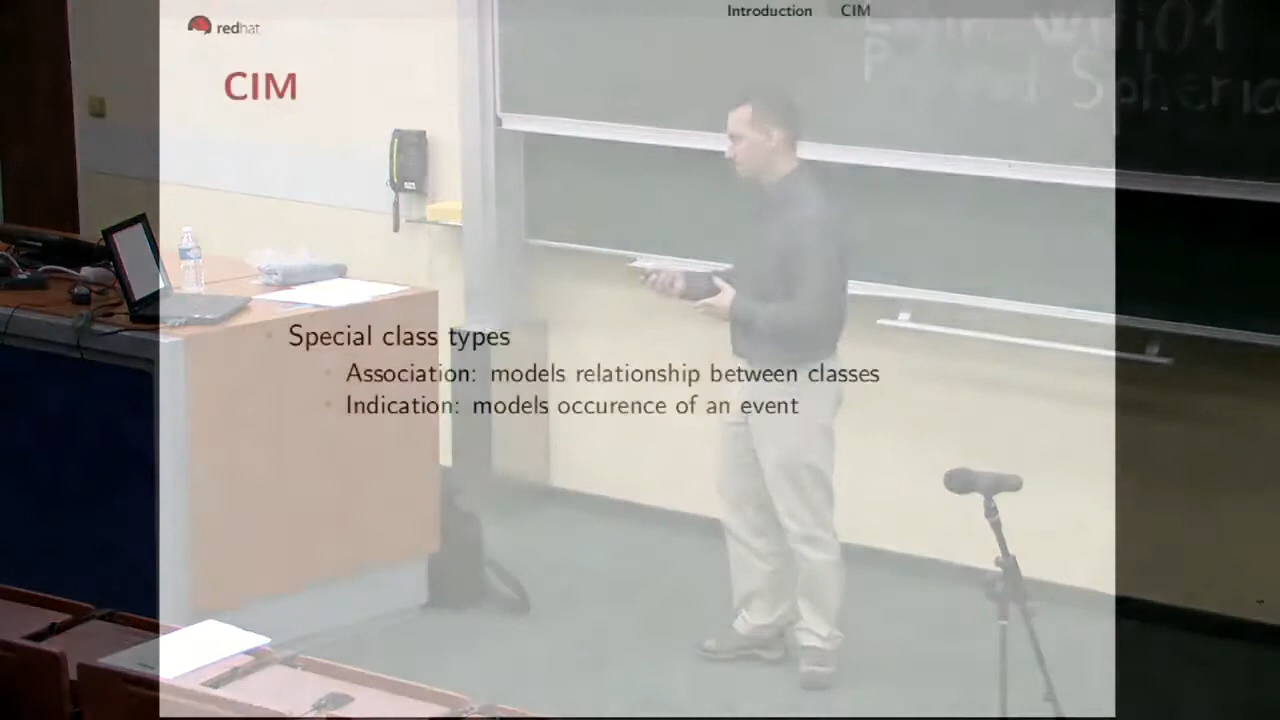 Introduction CIM
redhat
CIM
Special class types
Association: models relationship between classes
Indication: models occurence of an event